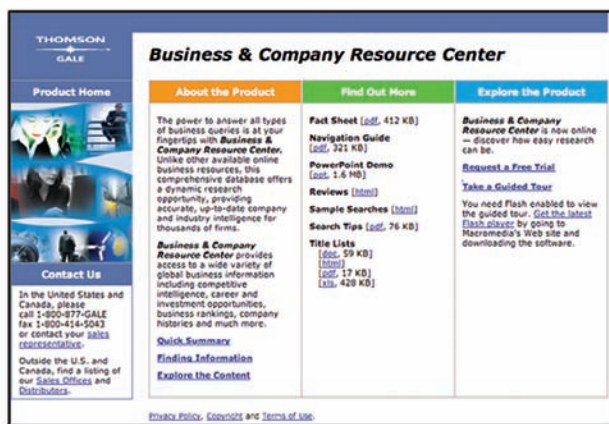 THOMSON
GALE
Business & Company Resource Center
Product Home
Contact Us
In the United States and
Canada, please
call 1-800-877-GALE
fax 1-800-414-5043
or contact your sales
representative.
Outside the U.S. and
Canada, find a listing of
our Sales Offices and
Distributors.
About the Product
The power to answer all types
of business queries is at your
fingertips with Business &
Company Resource Center.
Unlike other available online
business resources, this
comprehensive database offers
a dynamic research
opportunity, providing
accurate, up-to-date company
and industry intelligence for
thousands of firms.
Business & Company
Resource Center provides
access to a wide variety of
global business information
including competitive
intelligence, career and
investment opportunities,
business rankings, company
histories and much more.
Quick Summary
Finding Information
Explore the Content
Find Out More
Fact Sheet [pdf, 412 KB]
Navigation Guide
[pdf, 321 KB]
PowerPoint Demo
[ppt, 1.6 MB]
Reviews [html]
Sample Searches [html]
Search Tips [pdf, 76 KB]
Title Lists
[doc, 59 KB]
[html]
[pdf, 17 KB]
[xls, 428 KB]
Explore the Product
Business & Company
Resource Center is now online
— discover how easy research
can be.
Request a Free Trial
Take a Guided Tour
You need Flash enabled to view
the guided tour. Get the latest
Flash player by going to
Macromedia's Web site and
downloading the software.
Privacy Policy, Copyright and Terms of Use.